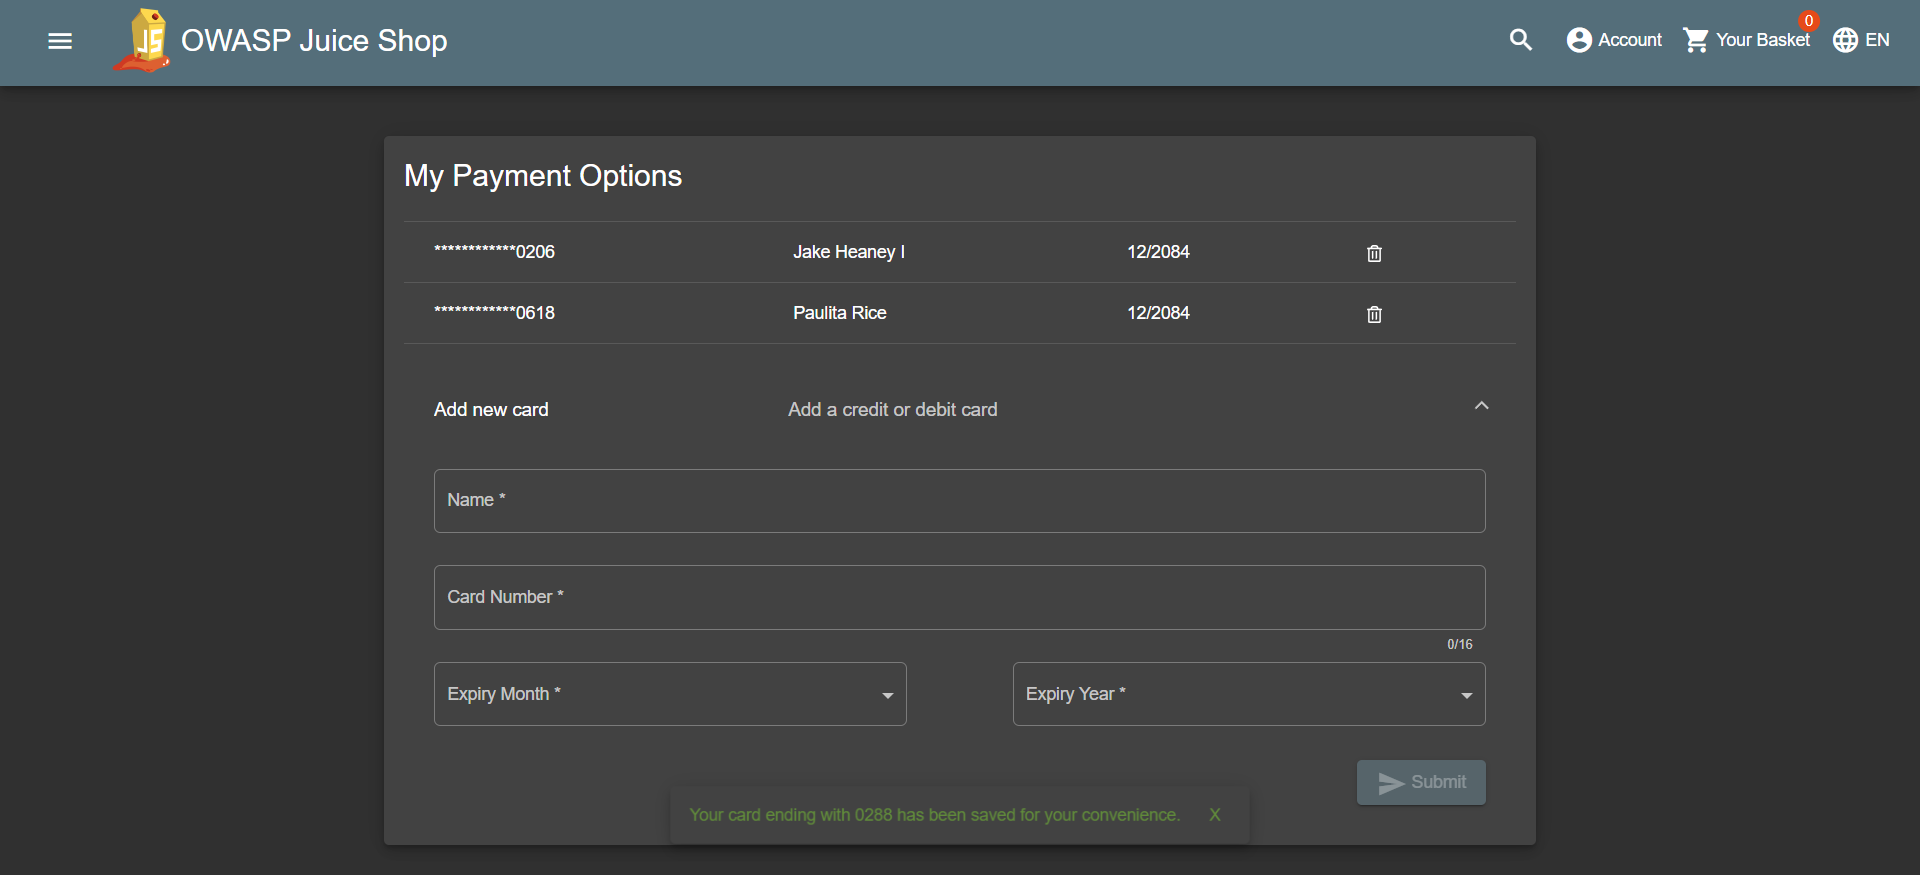 OWASP Juice Shop
Account
Your Basket
0
EN
My Payment Options
************0206 Jake Heaney I 12/2084
************0618 Paulita Rice 12/2084
Add new card Add a credit or debit card
Name *
Card Number *
0/16
Expiry Month * Expiry Year *
Submit
Your card ending with 0288 has been saved for your convenience. X